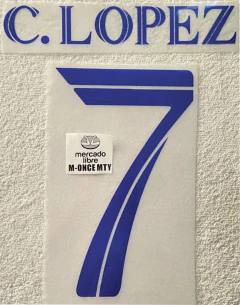 C. LOPEZ
7
mercado
libre
M-ONCE MTY